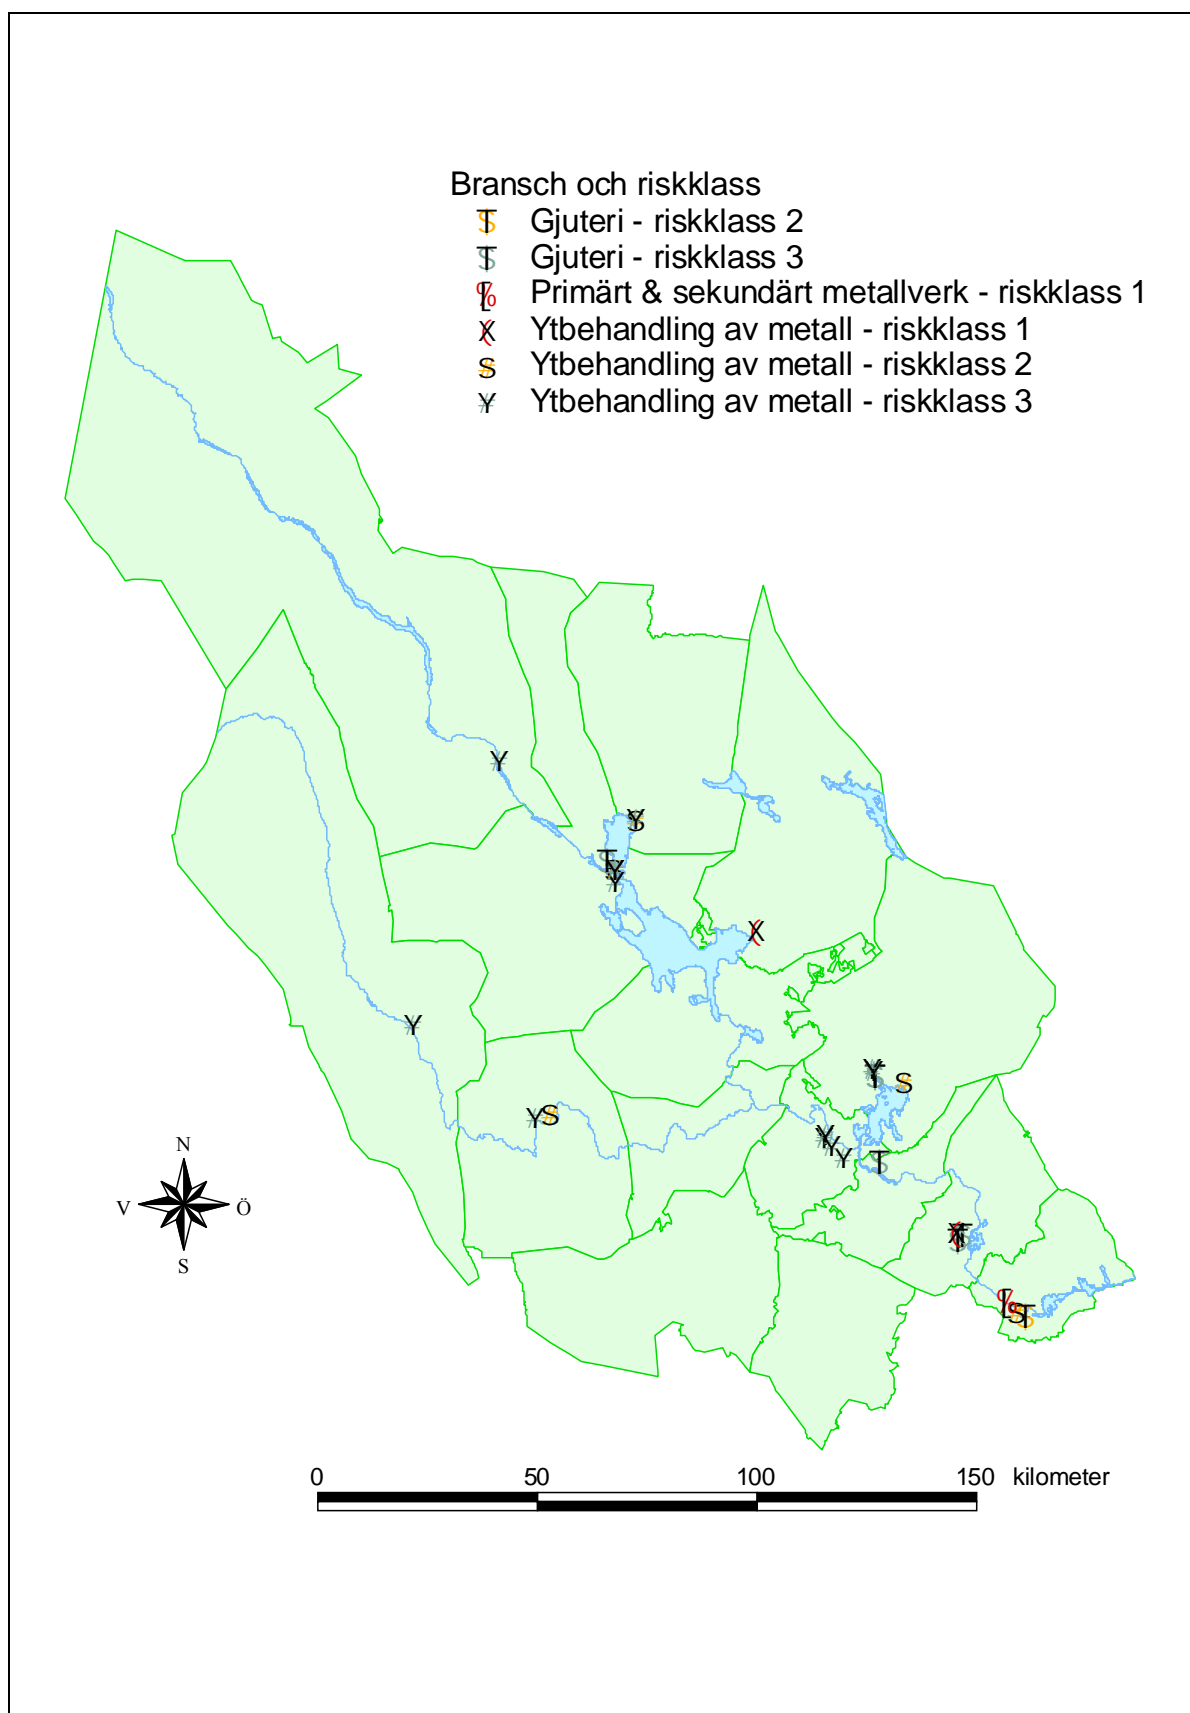 Bransch och riskklass
Gjuteri - riskklass 2
Gjuteri - riskklass 3
Primärt & sekundärt metallverk - riskklass 1
Ytbehandling av metall - riskklass 1
Ytbehandling av metall - riskklass 2
Ytbehandling av metall - riskklass 3
N
V Ö
S
0 50 100 150 kilometer